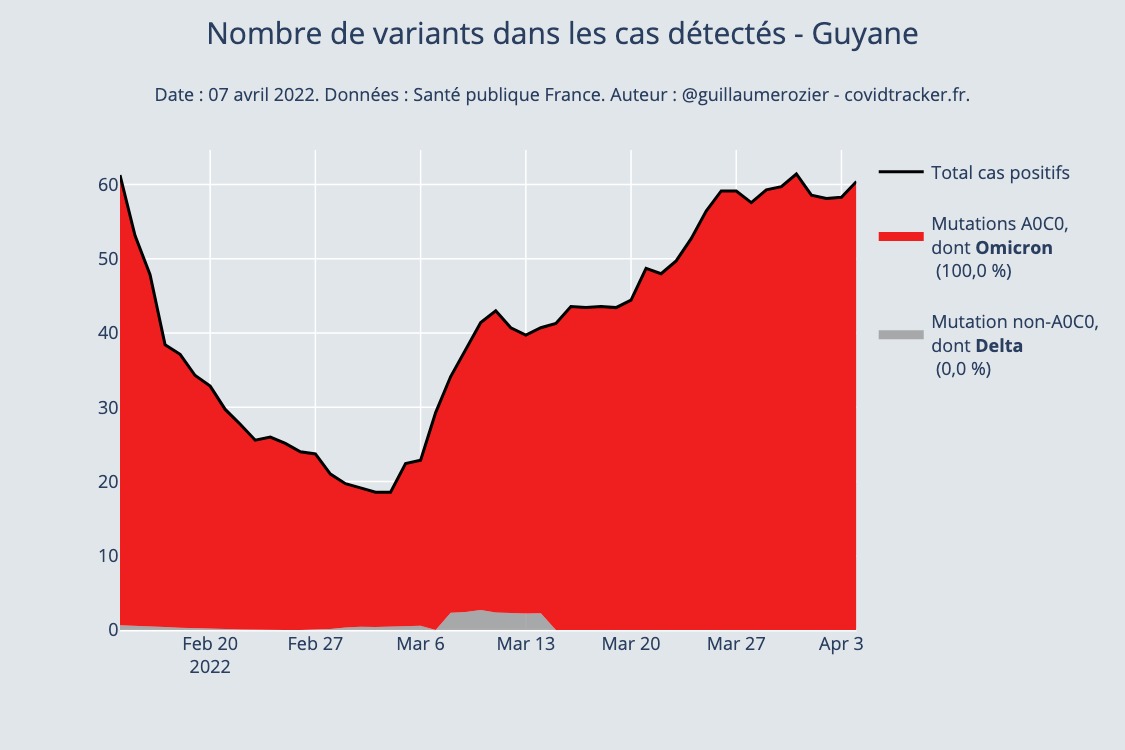 Nombre de variants dans les cas détectés - Guyane
Date : 07 avril 2022. Données : Santé publique France. Auteur : @guillaumerozier - covidtracker.fr.
60
50
40
30
20
10
0
Feb 20
2022
Feb 27
Mar 6
Mar 13
Mar 20
Mar 27
Apr 3
Total cas positifs
Mutations A0C0,
dont Omicron
(100,0 %)
Mutation non-A0C0,
dont Delta
(0,0 %)